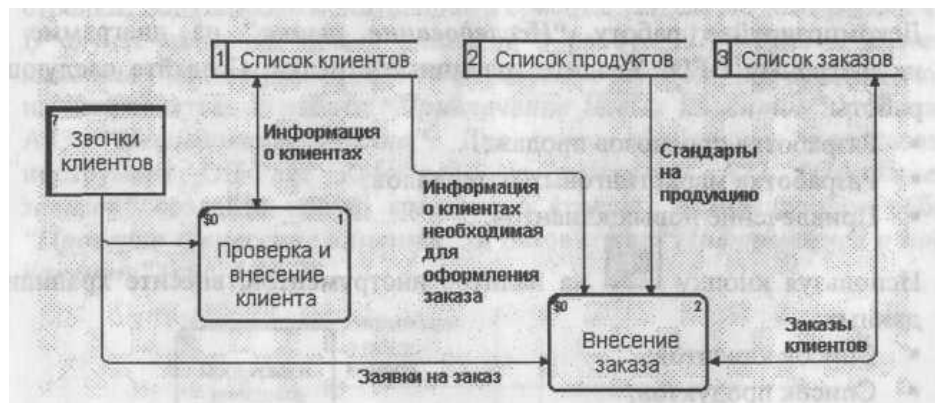 1 Список клиентов
2 Список продуктов
3 Список заказов
7
Звонки
клиентов
Информация
о клиентах
Стандарты
на
продукцию
Информация
о клиентах
необходимая
для
оформления
заказа
$0 1
Проверка и
внесение
клиента
$0 2
Внесение
заказа
Заказы
клиентов
Заявки на заказ